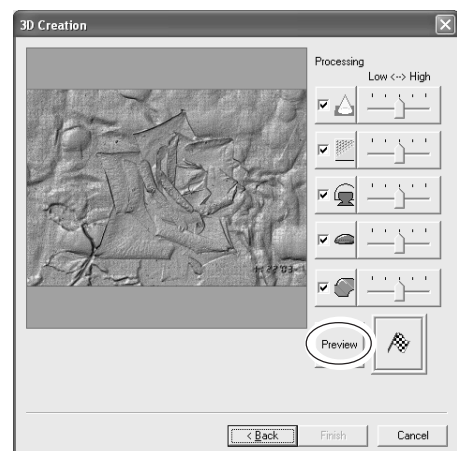 3D Creation
Processing
Low <--> High
Preview
< Back
Finish
Cancel